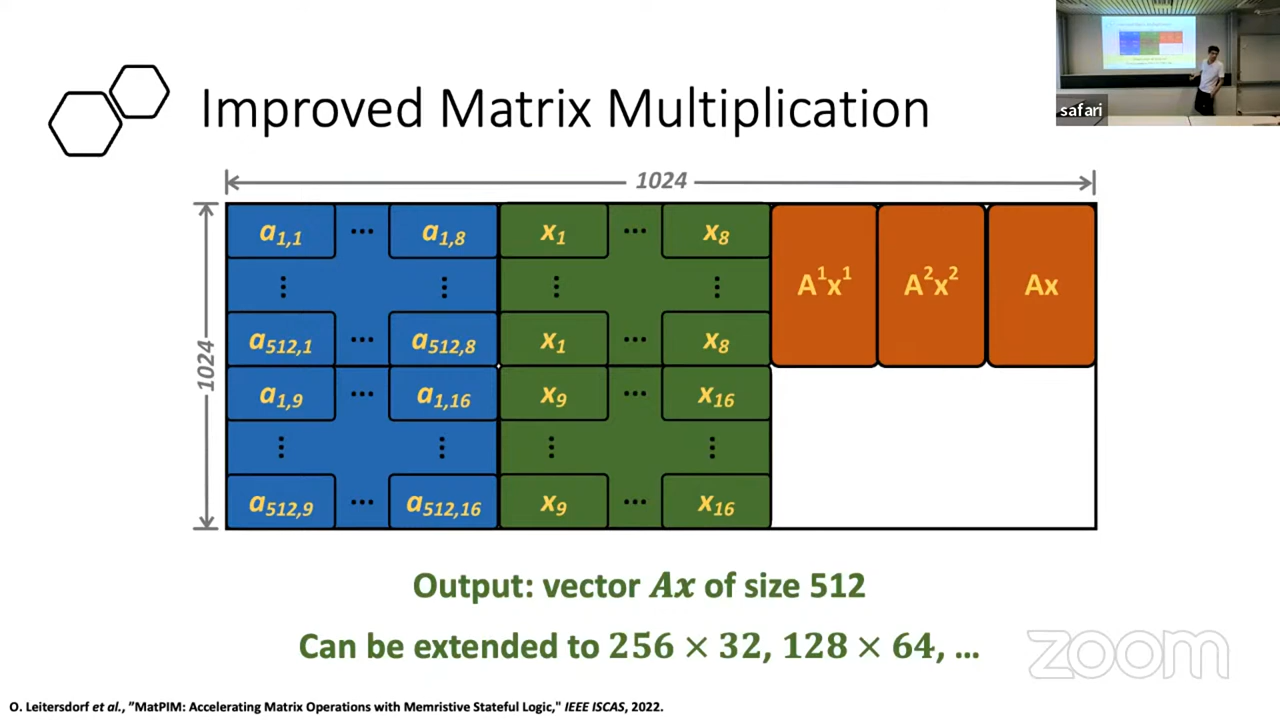 Improved Matrix Multiplication
safari
1024
1024
a1,1 ... a1,8 x1 ... x8
⋮ ⋮ ⋮ ⋮ A¹x¹ A²x² Ax
a512,1 ... a512,8 x1 ... x8
a1,9 ... a1,16 x9 ... x16
⋮ ⋮ ⋮ ⋮
a512,9 ... a512,16 x9 ... x16
Output: vector Ax of size 512
Can be extended to 256 × 32, 128 × 64, ...
zoom
O. Leitersdorf et al., "MatPIM: Accelerating Matrix Operations with Memristive Stateful Logic," IEEE ISCAS, 2022.